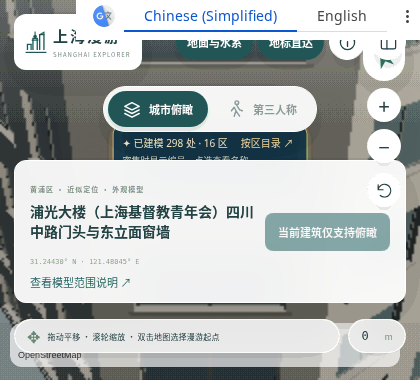 Chinese (Simplified)
English
上海漫游
SHANGHAI EXPLORER
地面与水系
地标直达
城市俯瞰
第三人称
✦ 已建模 298 处 · 16 区 按区目录 ↗
黄浦区 · 近似定位 · 外观模型
浦光大楼（上海基督教青年会）四川
中路门头与东立面窗墙
当前建筑仅支持俯瞰
31.24430° N · 121.48045° E
查看模型范围说明 ↗
拖动平移 · 滚轮缩放 · 双击地图选择漫游起点
0 m
OpenStreetMap